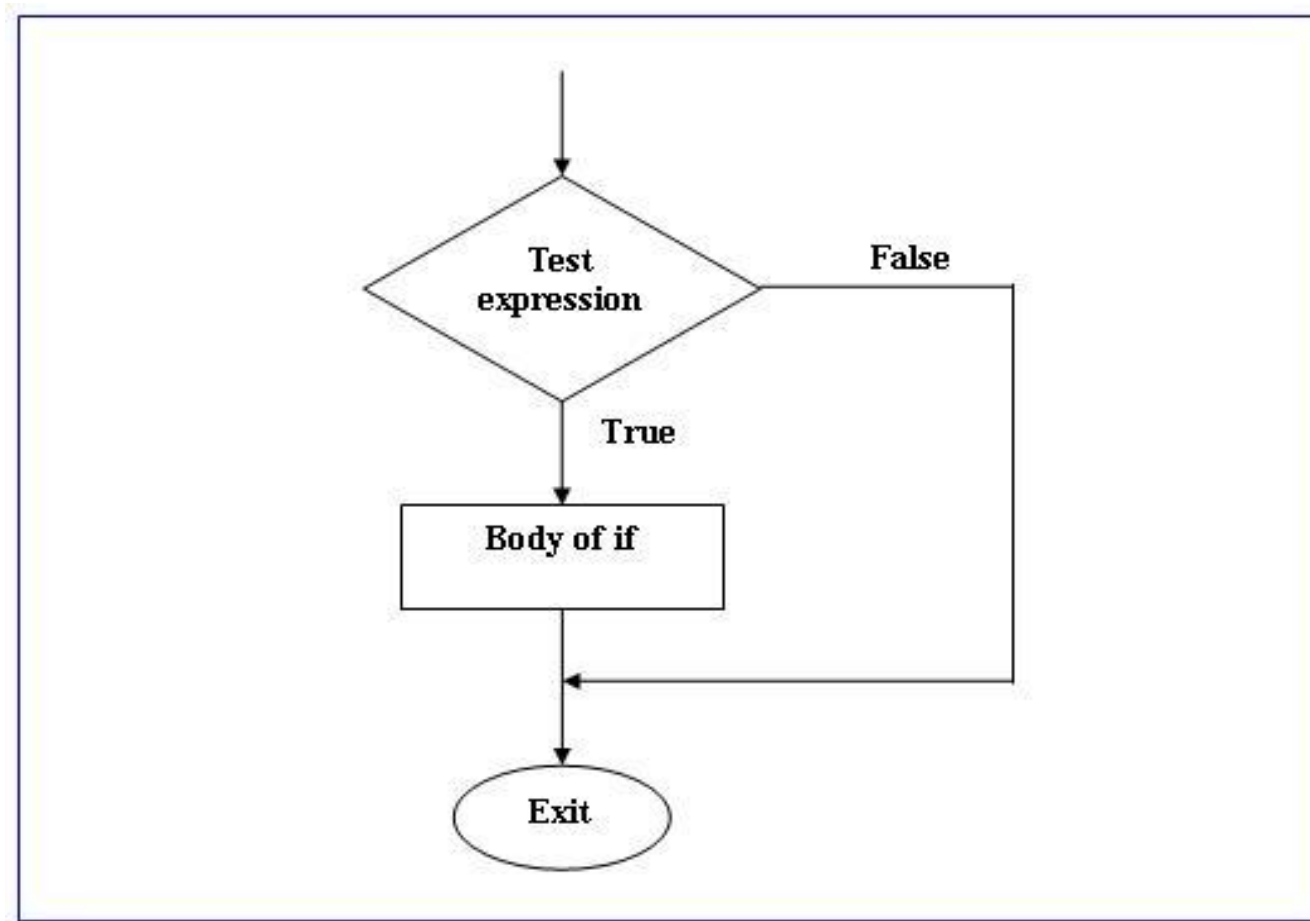 Test
expression
False
True
Body of if
Exit